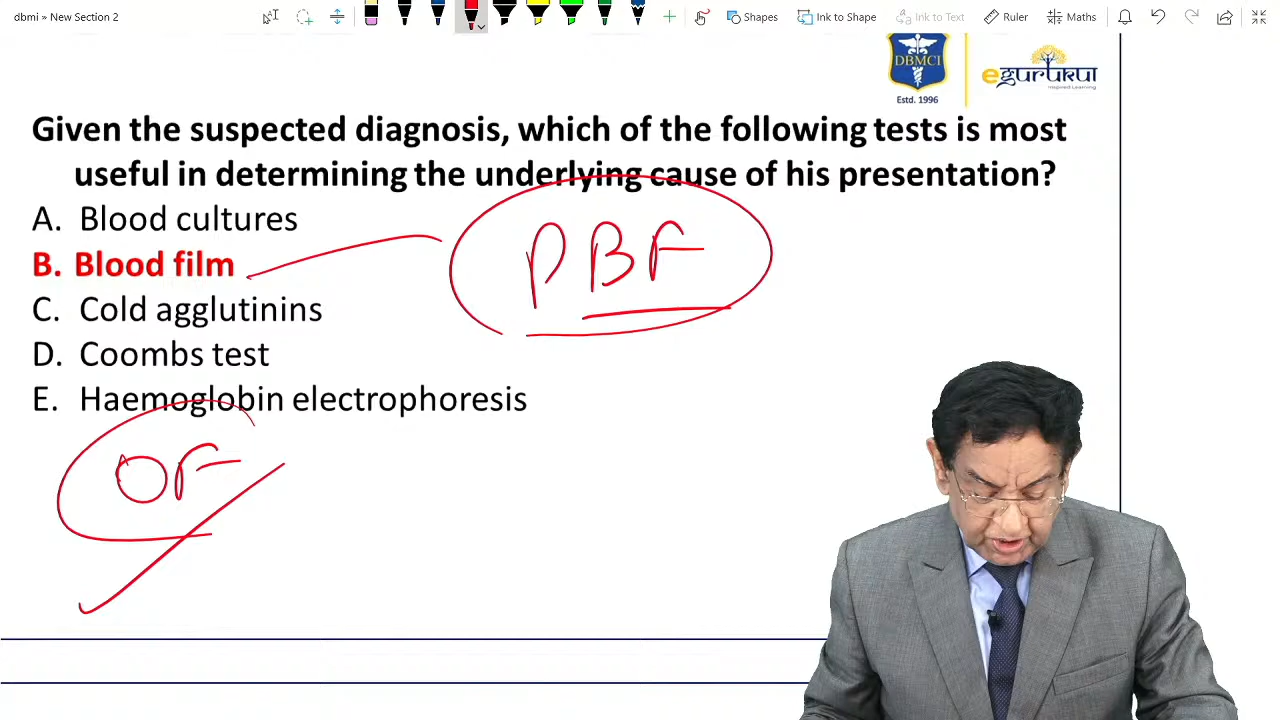 dbmi » New Section 2
Shapes
Ink to Shape
Ink to Text
Ruler
Maths
DBMCI
Estd. 1996
egurukul
Inspired Learning
Given the suspected diagnosis, which of the following tests is most
useful in determining the underlying cause of his presentation?
A. Blood cultures
B. Blood film
PBF
C. Cold agglutinins
D. Coombs test
E. Haemoglobin electrophoresis
OF